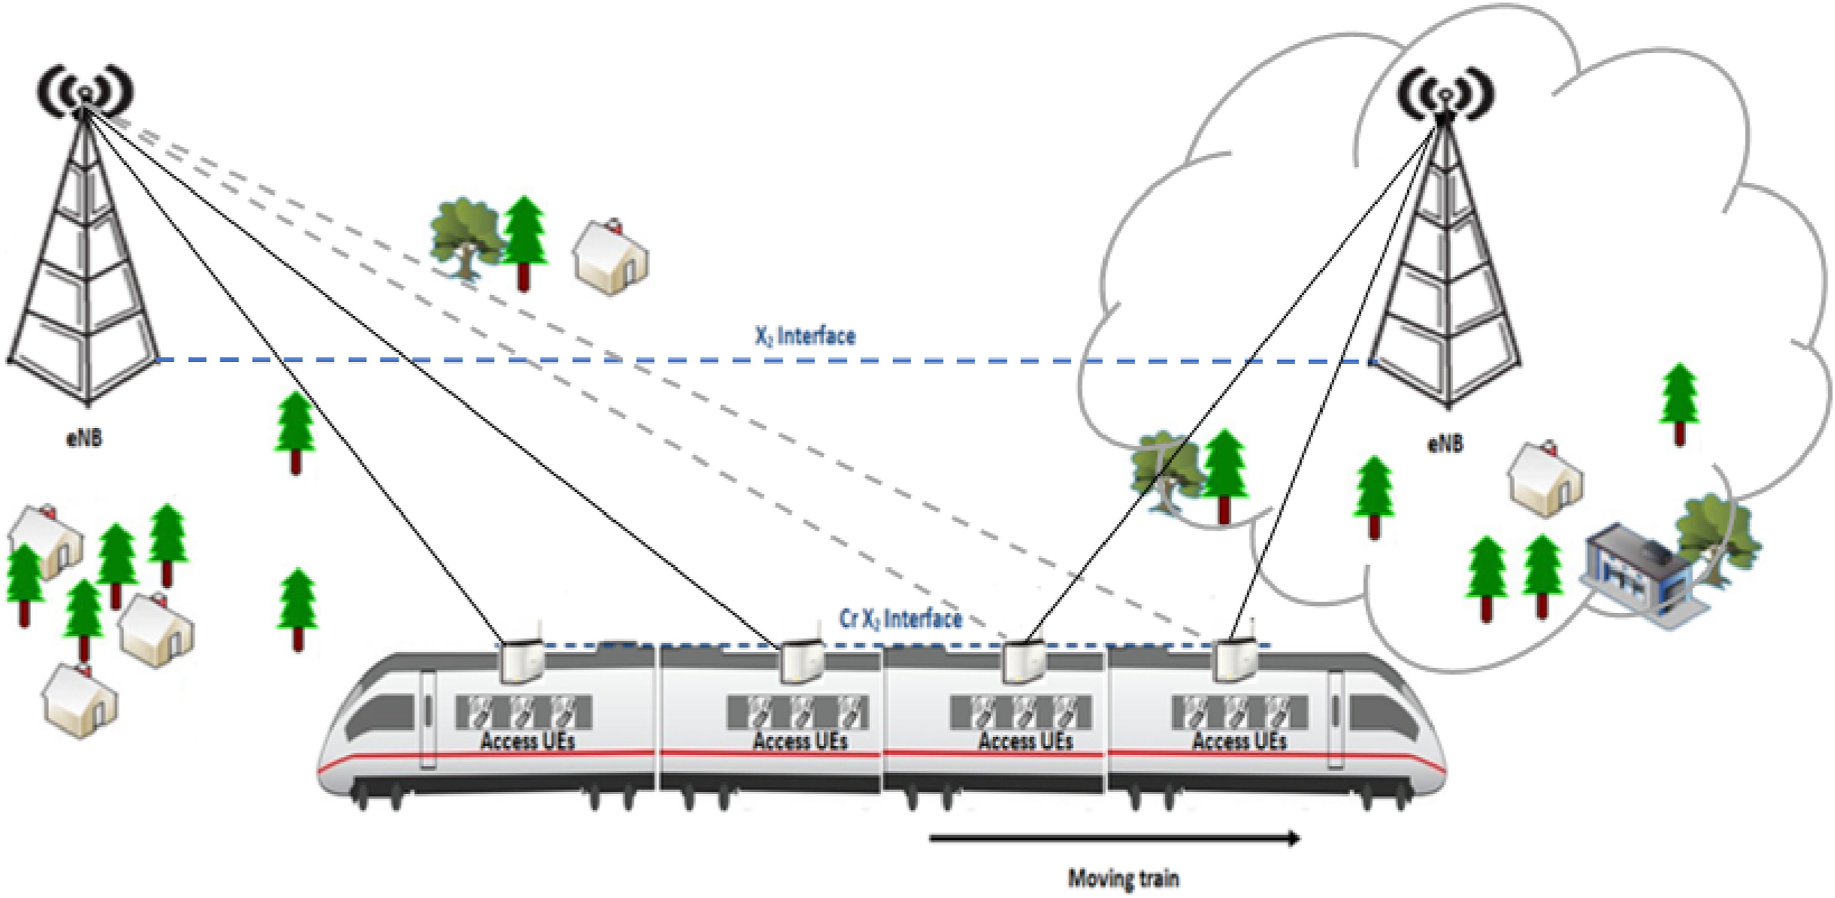 X₂ Interface
eNB
eNB
Cr X₂ Interface
Access UEs
Access UEs
Access UEs
Access UEs
Moving train